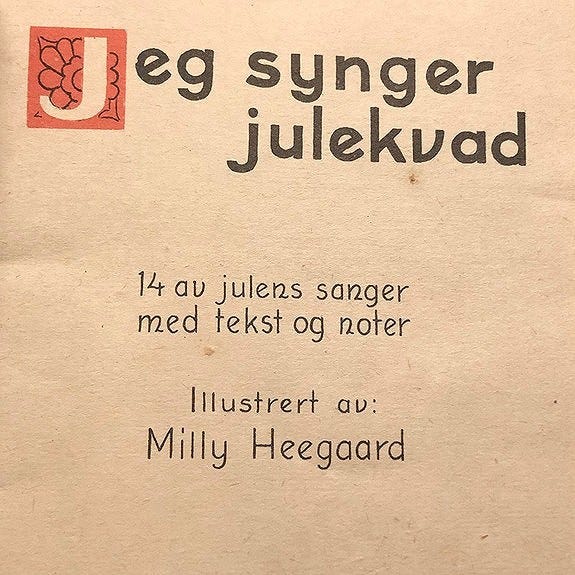 Jeg synger
julekvad
14 av julens sanger
med tekst og noter
Illustrert av:
Milly Heegaard